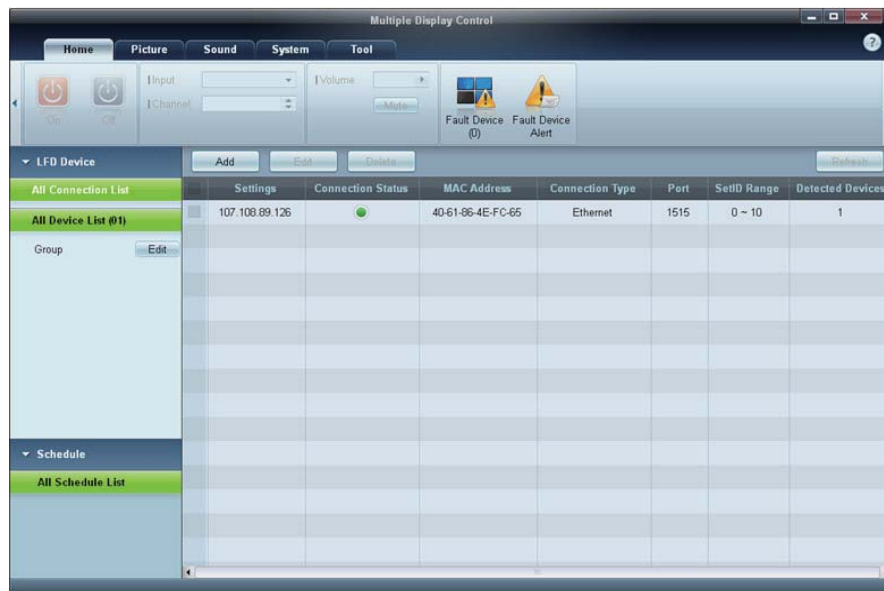 Multiple Display Control
Home Picture Sound System Tool
Input
Channel
On Off
Volume
Mute
Fault Device (0)
Fault Device Alert
LFD Device
All Connection List
All Device List (01)
Group Edit
Add Edit Delete Refresh
Settings Connection Status MAC Address Connection Type Port SetID Range Detected Devices
107.108.89.126 40-61-86-4E-FC-65 Ethernet 1515 0 ~ 10 1
Schedule
All Schedule List